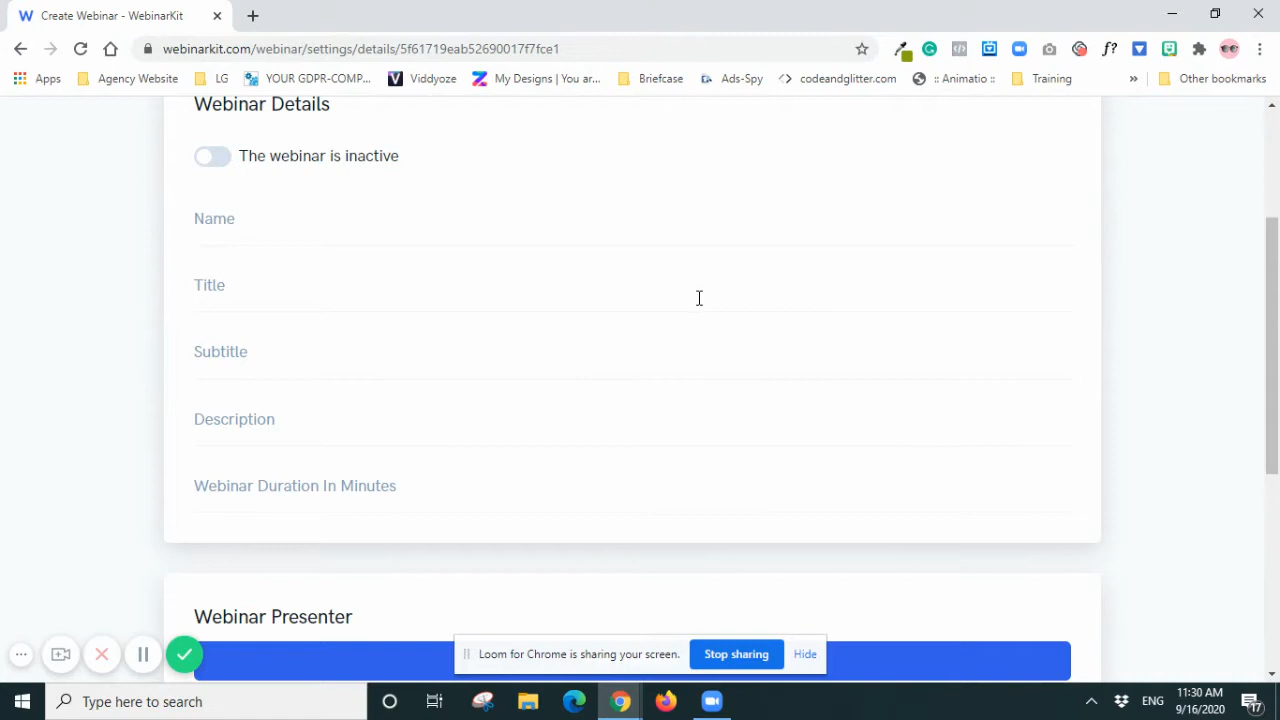 Create Webinar - WebinarKit
webinarkit.com/webinar/settings/details/5f61719eab52690017f7fce1
f?
Apps
Agency Website
LG
YOUR GDPR-COMP...
Viddyoze
My Designs | You ar...
Briefcase
Ads-Spy
codeandglitter.com
:: Animatio ::
Training
»
Other bookmarks
Webinar Details
The webinar is inactive
Name
Title
Subtitle
Description
Webinar Duration In Minutes
Webinar Presenter
Loom for Chrome is sharing your screen.
Stop sharing
Hide
Type here to search
ENG
11:30 AM
9/16/2020
17